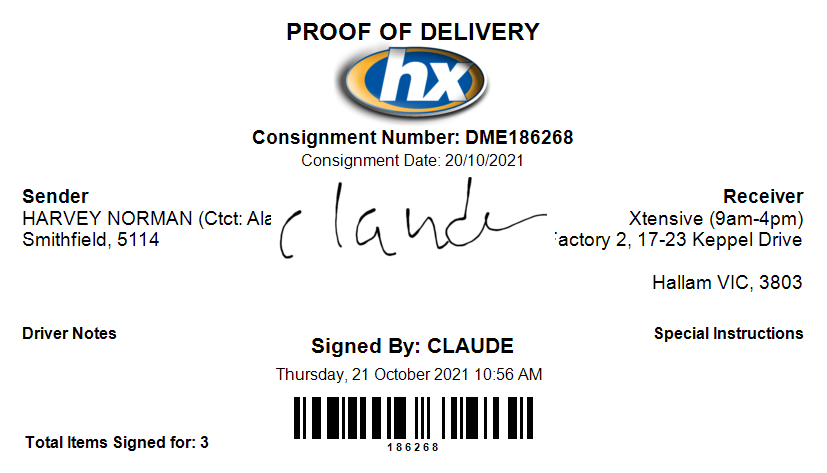 PROOF OF DELIVERY
hx
Consignment Number: DME186268
Consignment Date: 20/10/2021
Sender
HARVEY NORMAN (Ctct: Ala
Smithfield, 5114
claude
Receiver
Xtensive (9am-4pm)
actory 2, 17-23 Keppel Drive
Hallam VIC, 3803
Driver Notes
Special Instructions
Signed By: CLAUDE
Thursday, 21 October 2021 10:56 AM
186268
Total Items Signed for: 3